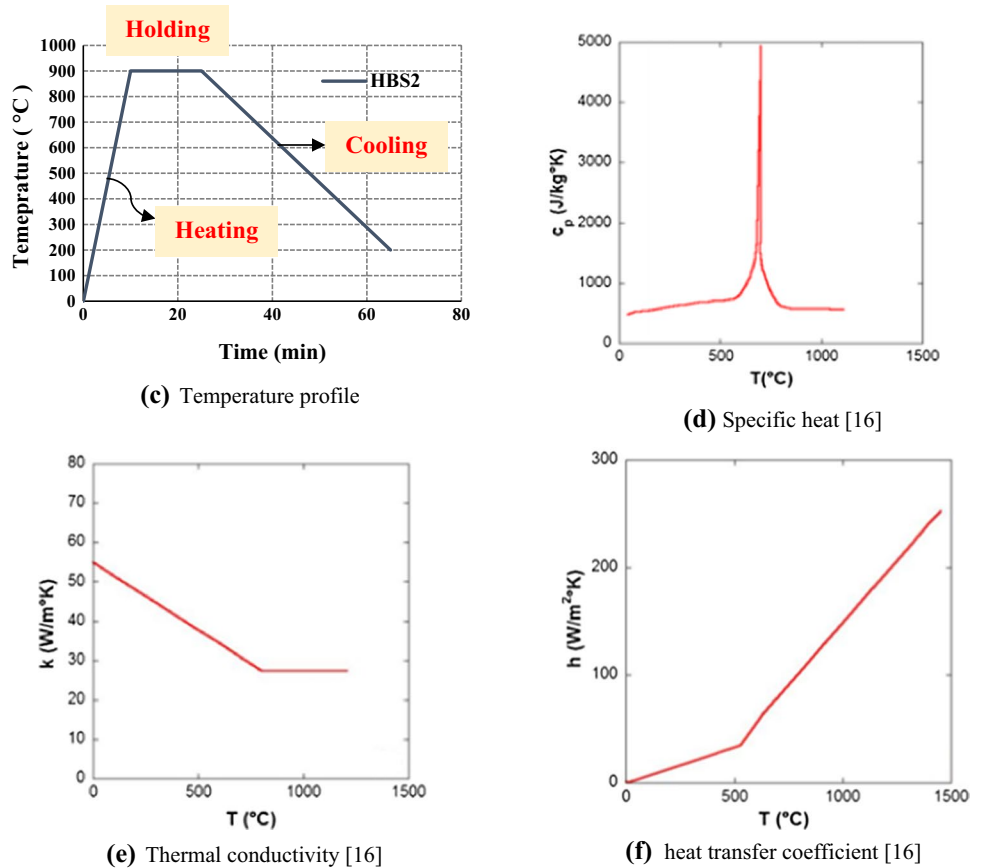 Holding
1000
900
800
700
600
500
400
300
200
100
0
Temeprature ( °C )
HBS2
Cooling
Heating
0 20 40 60 80
Time (min)
(c) Temperature profile
5000
4000
3000
2000
1000
0
c_p (J/kg°K)
0 500 1000 1500
T(°C)
(d) Specific heat [16]
80
70
60
50
40
30
20
10
0
k (W/m°K)
0 500 1000 1500
T (°C)
(e) Thermal conductivity [16]
300
200
100
0
h (W/m²°K)
0 500 1000 1500
T (°C)
(f) heat transfer coefficient [16]